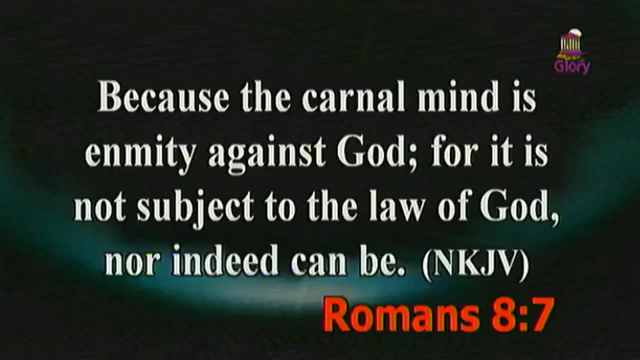 Glory
Because the carnal mind is
enmity against God; for it is
not subject to the law of God,
nor indeed can be. (NKJV)
Romans 8:7